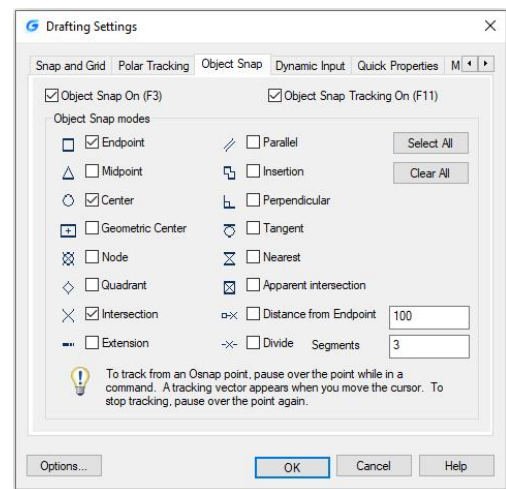 Drafting Settings
Snap and Grid Polar Tracking Object Snap Dynamic Input Quick Properties M
Object Snap On (F3) Object Snap Tracking On (F11)
Object Snap modes
Endpoint Parallel Select All
Midpoint Insertion Clear All
Center Perpendicular
Geometric Center Tangent
Node Nearest
Quadrant Apparent intersection
Intersection Distance from Endpoint 100
Extension Divide Segments 3
To track from an Osnap point, pause over the point while in a
command. A tracking vector appears when you move the cursor. To
stop tracking, pause over the point again.
Options... OK Cancel Help